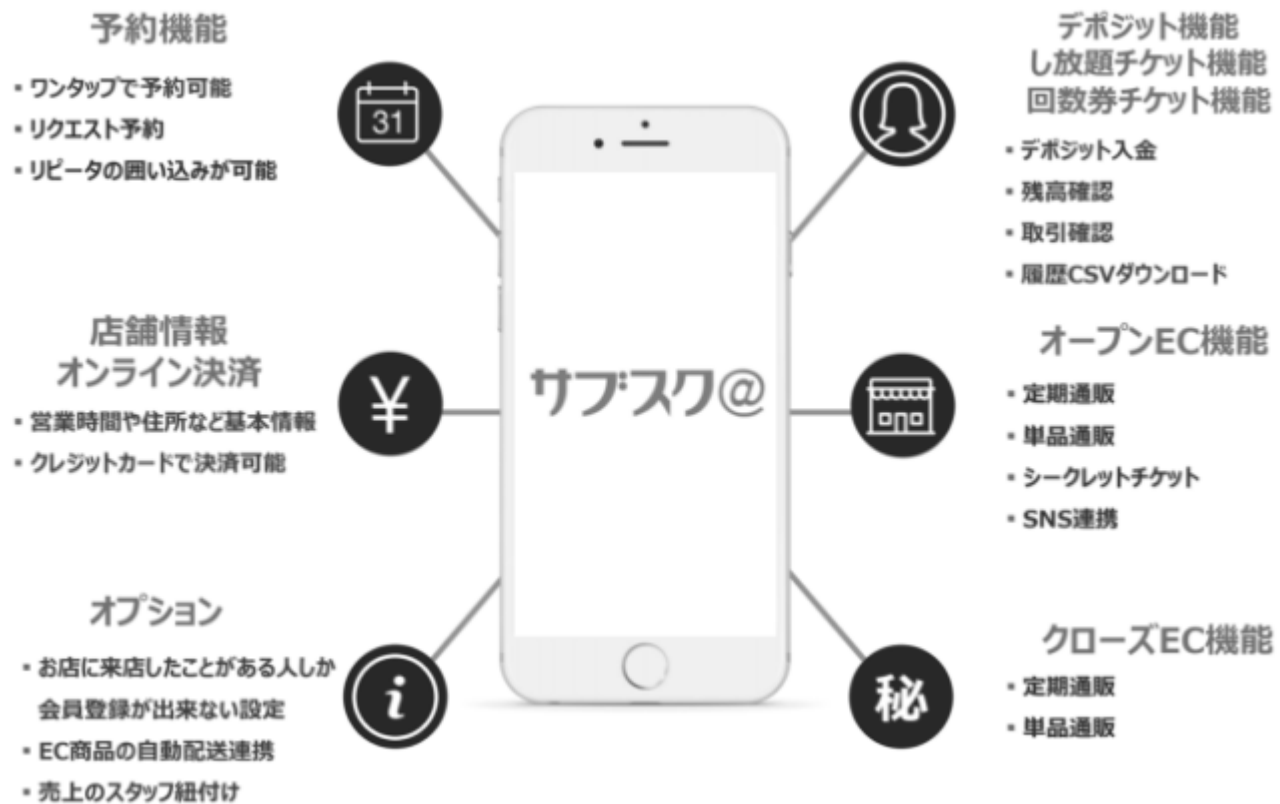 予約機能
▪ ワンタップで予約可能
▪ リクエスト予約
▪ リピータの囲い込みが可能
31
店舗情報
オンライン決済
▪ 営業時間や住所など基本情報
▪ クレジットカードで決済可能
¥
オプション
▪ お店に来店したことがある人しか
会員登録が出来ない設定
▪ EC商品の自動配送連携
▪ 売上のスタッフ紐付け
i
サブスク@
デポジット機能
し放題チケット機能
回数券チケット機能
▪ デポジット入金
▪ 残高確認
▪ 取引確認
▪ 履歴CSVダウンロード
オープンEC機能
▪ 定期通販
▪ 単品通販
▪ シークレットチケット
▪ SNS連携
秘
クローズEC機能
▪ 定期通販
▪ 単品通販